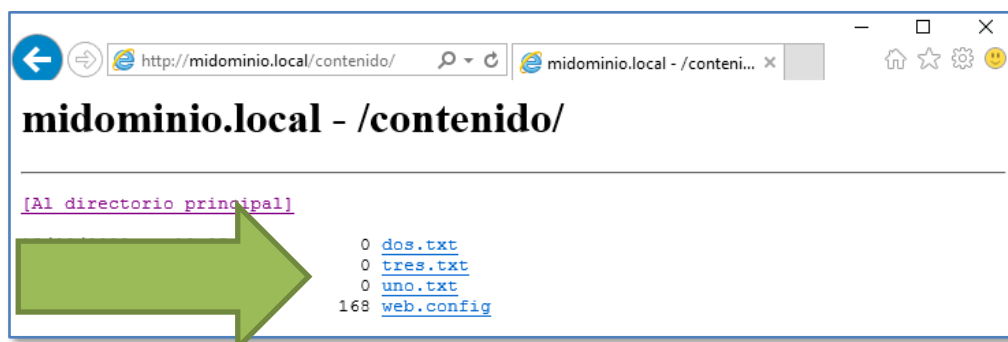 http://midominio.local/contenido/
midominio.local - /conteni...
midominio.local - /contenido/
[Al directorio principal]
0 dos.txt
0 tres.txt
0 uno.txt
168 web.config